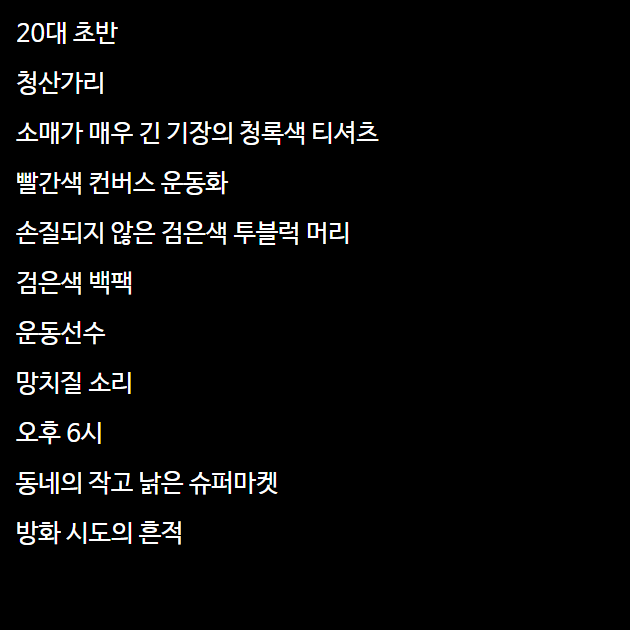 20대 초반
청산가리
소매가 매우 긴 기장의 청록색 티셔츠
빨간색 컨버스 운동화
손질되지 않은 검은색 투블럭 머리
검은색 백팩
운동선수
망치질 소리
오후 6시
동네의 작고 낡은 슈퍼마켓
방화 시도의 흔적